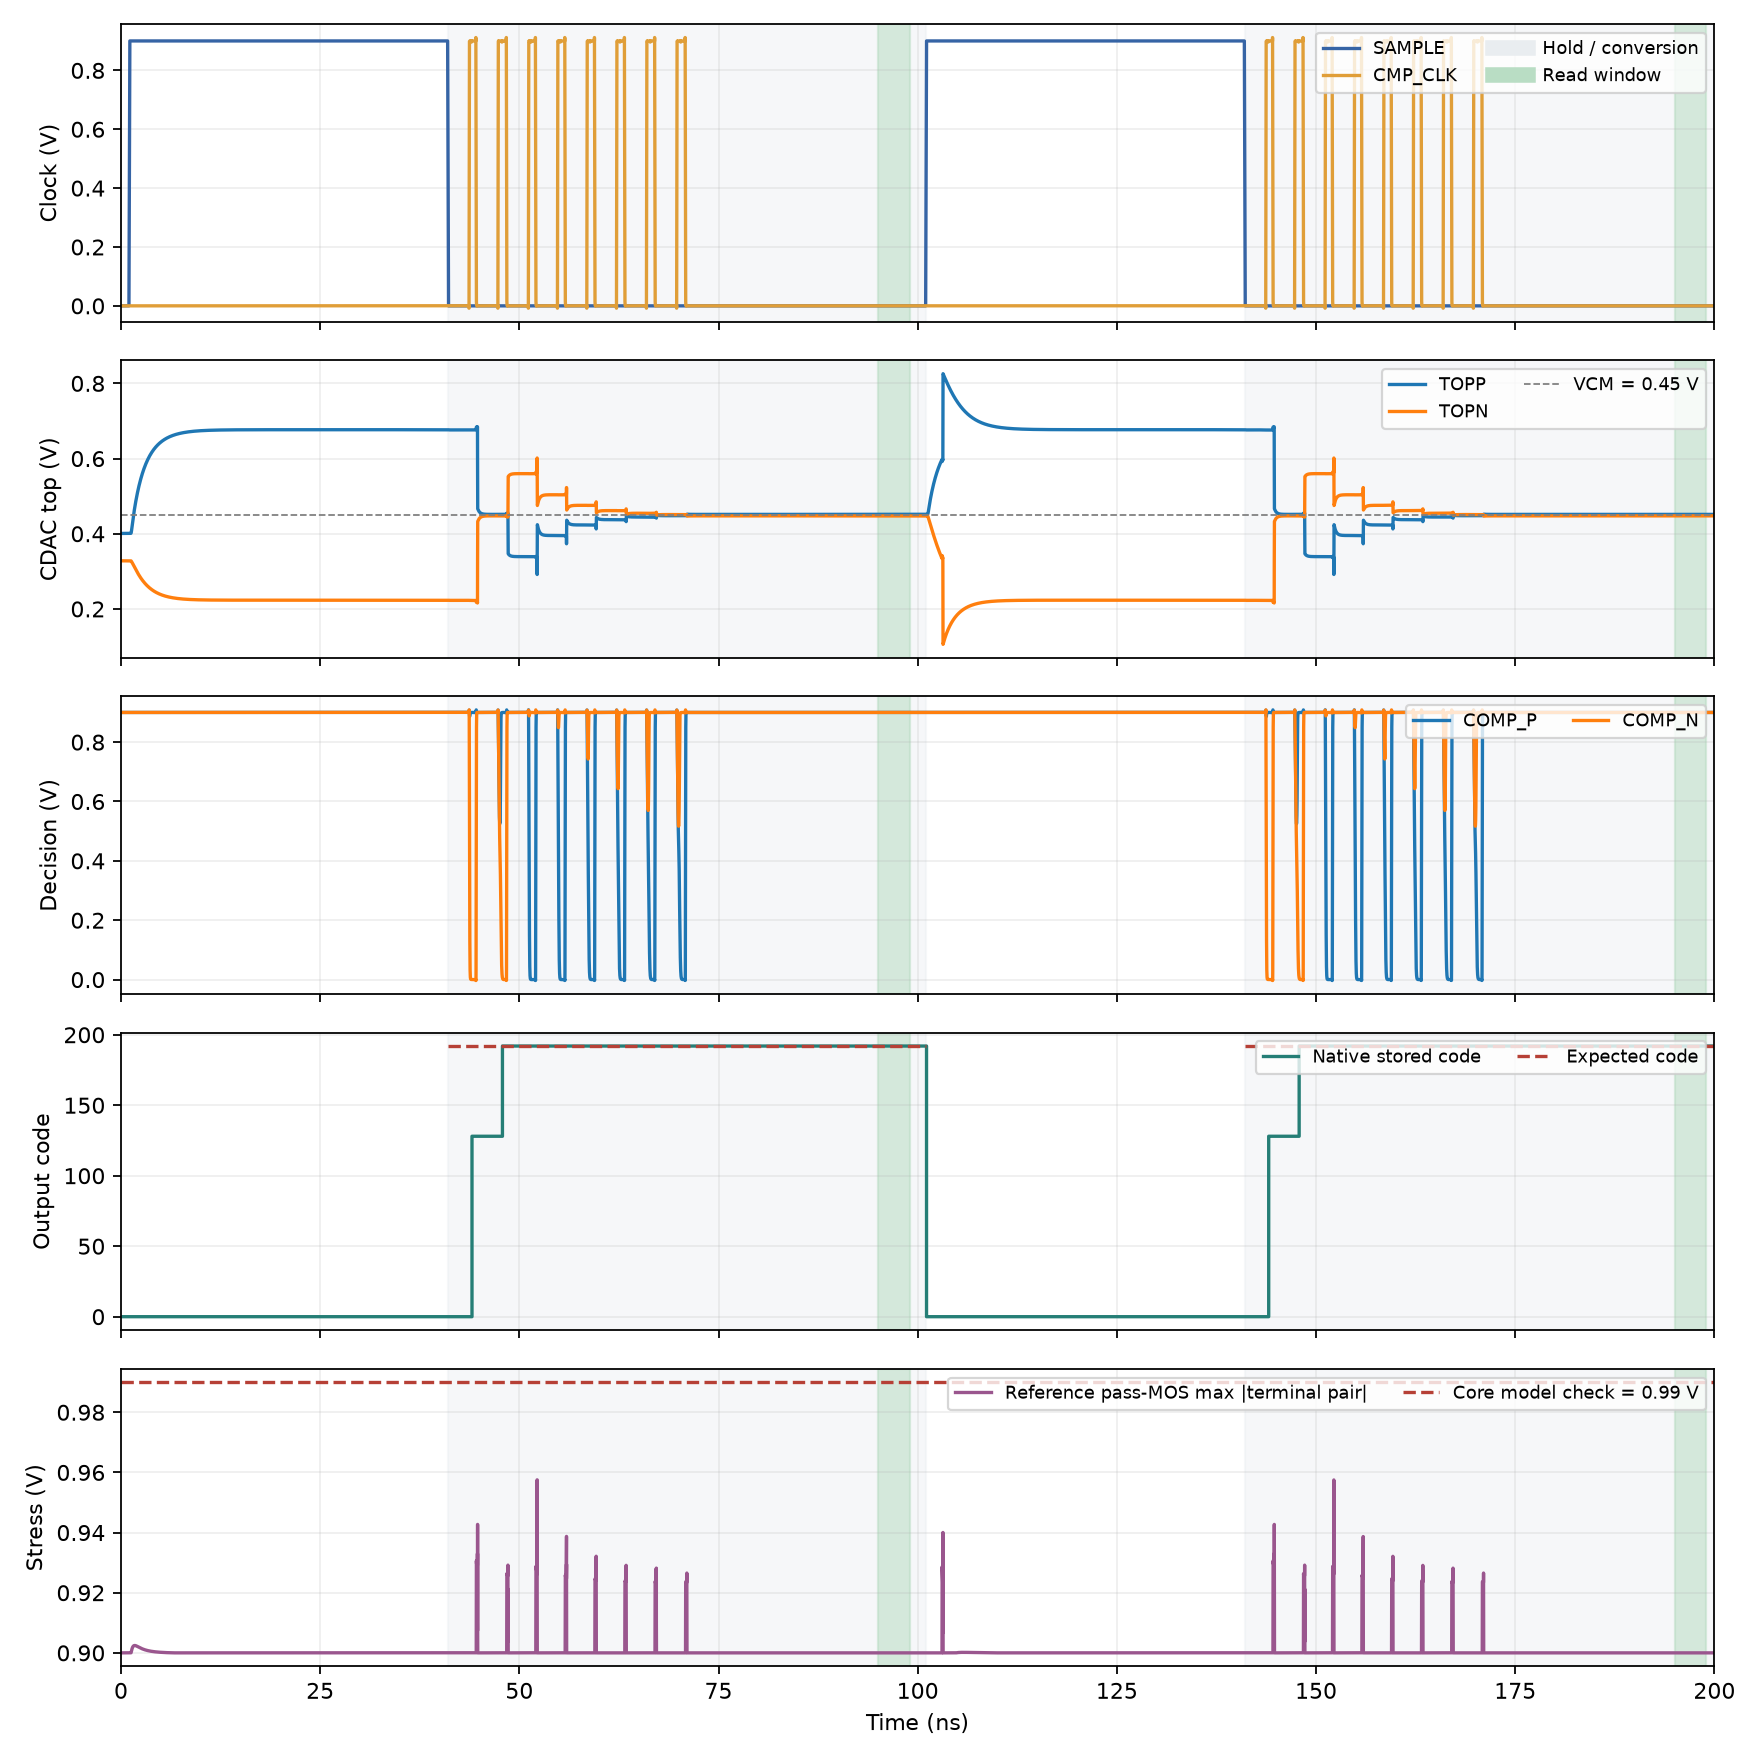 Clock (V)
0.8
0.6
0.4
0.2
0.0
SAMPLE
CMP_CLK
Hold / conversion
Read window
CDAC top (V)
0.8
0.6
0.4
0.2
TOPP
TOPN
VCM = 0.45 V
Decision (V)
0.8
0.6
0.4
0.2
0.0
COMP_P
COMP_N
Output code
200
150
100
50
0
Native stored code
Expected code
Stress (V)
0.98
0.96
0.94
0.92
0.90
Reference pass-MOS max |terminal pair|
Core model check = 0.99 V
0 25 50 75 100 125 150 175 200
Time (ns)